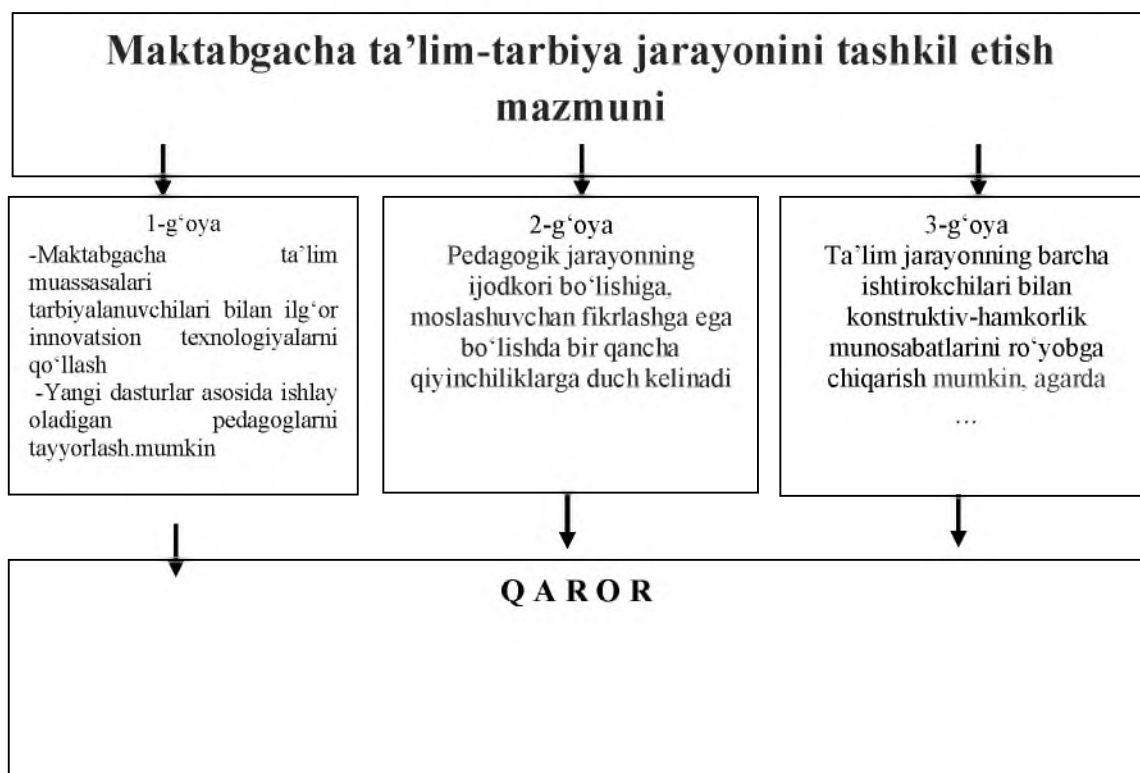 Maktabgacha ta’lim-tarbiya jarayonini tashkil etish
mazmuni
1-g‘oya
-Maktabgacha ta’lim
muassasalari
tarbiyalanuvchilari bilan ilg‘or
innovatsion texnologiyalarni
qo‘llash
-Yangi dasturlar asosida ishlay
oladigan pedagoglarni
tayyorlash.mumkin
2-g‘oya
Pedagogik jarayonning
ijodkori bo‘lishiga,
moslashuvchan fikrlashga ega
bo‘lishda bir qancha
qiyinchiliklarga duch kelinadi
3-g‘oya
Ta’lim jarayonning barcha
ishtirokchilari bilan
konstruktiv-hamkorlik
munosabatlarini ro‘yobga
chiqarish mumkin, agarda
…
Q A R O R